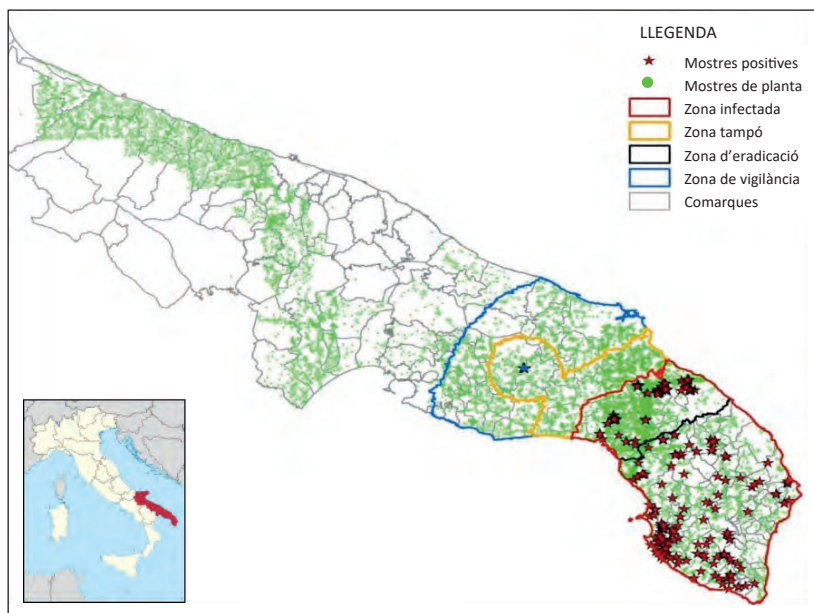 LLEGENDA
Mostres positives
Mostres de planta
Zona infectada
Zona tampó
Zona d'eradicació
Zona de vigilància
Comarques